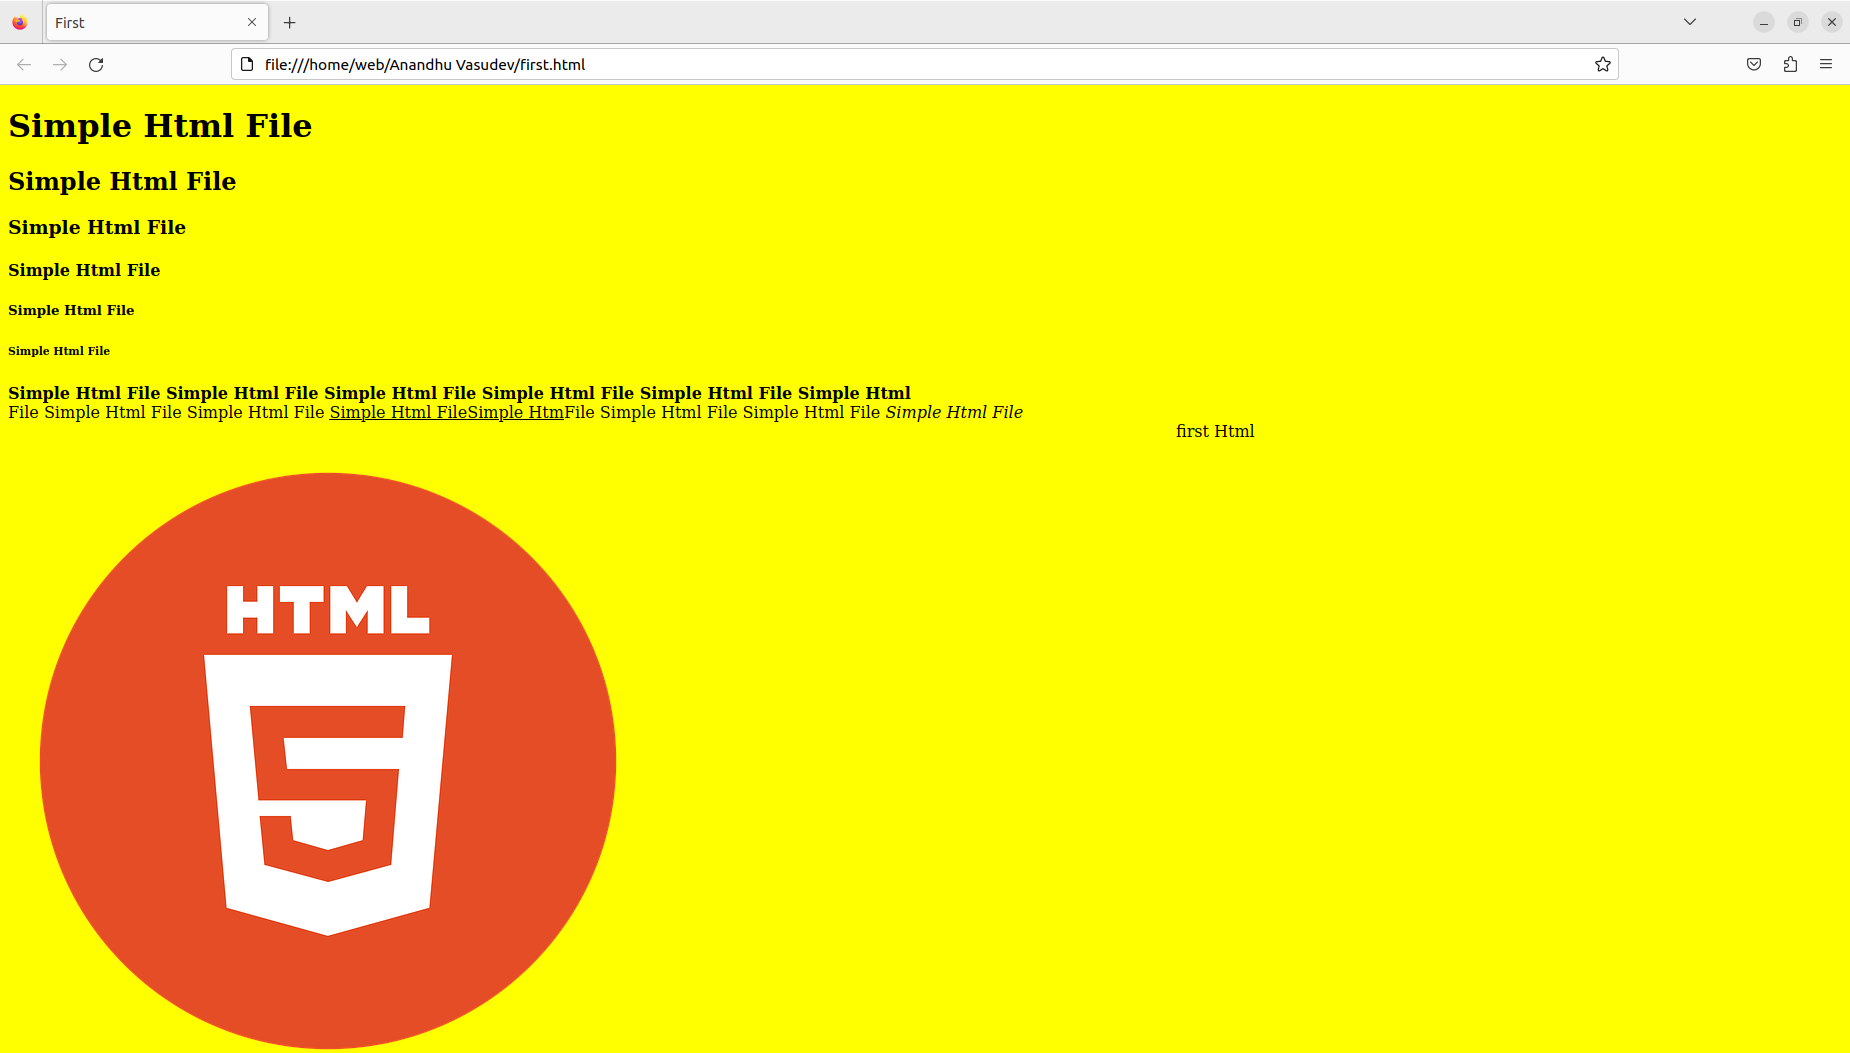 First
file:///home/web/Anandhu Vasudev/first.html
Simple Html File
Simple Html File
Simple Html File
Simple Html File
Simple Html File
Simple Html File
Simple Html File Simple Html File Simple Html File Simple Html File Simple Html File Simple Html
File Simple Html File Simple Html File Simple Html FileSimple HtmFile Simple Html File Simple Html File Simple Html File
first Html
HTML
5